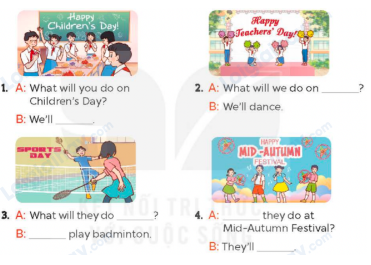 Happy
Children's Day!
Happy
Teachers' Day!
1. A: What will you do on
Children's Day?
B: We'll ______.
2. A: What will we do on ______?
B: We'll dance.
SPORTS
DAY
HAPPY
MID-AUTUMN
FESTIVAL
3. A: What will they do ______?
B: ______ play badminton.
4. A: ______ they do at
Mid-Autumn Festival?
B: They'll ______.